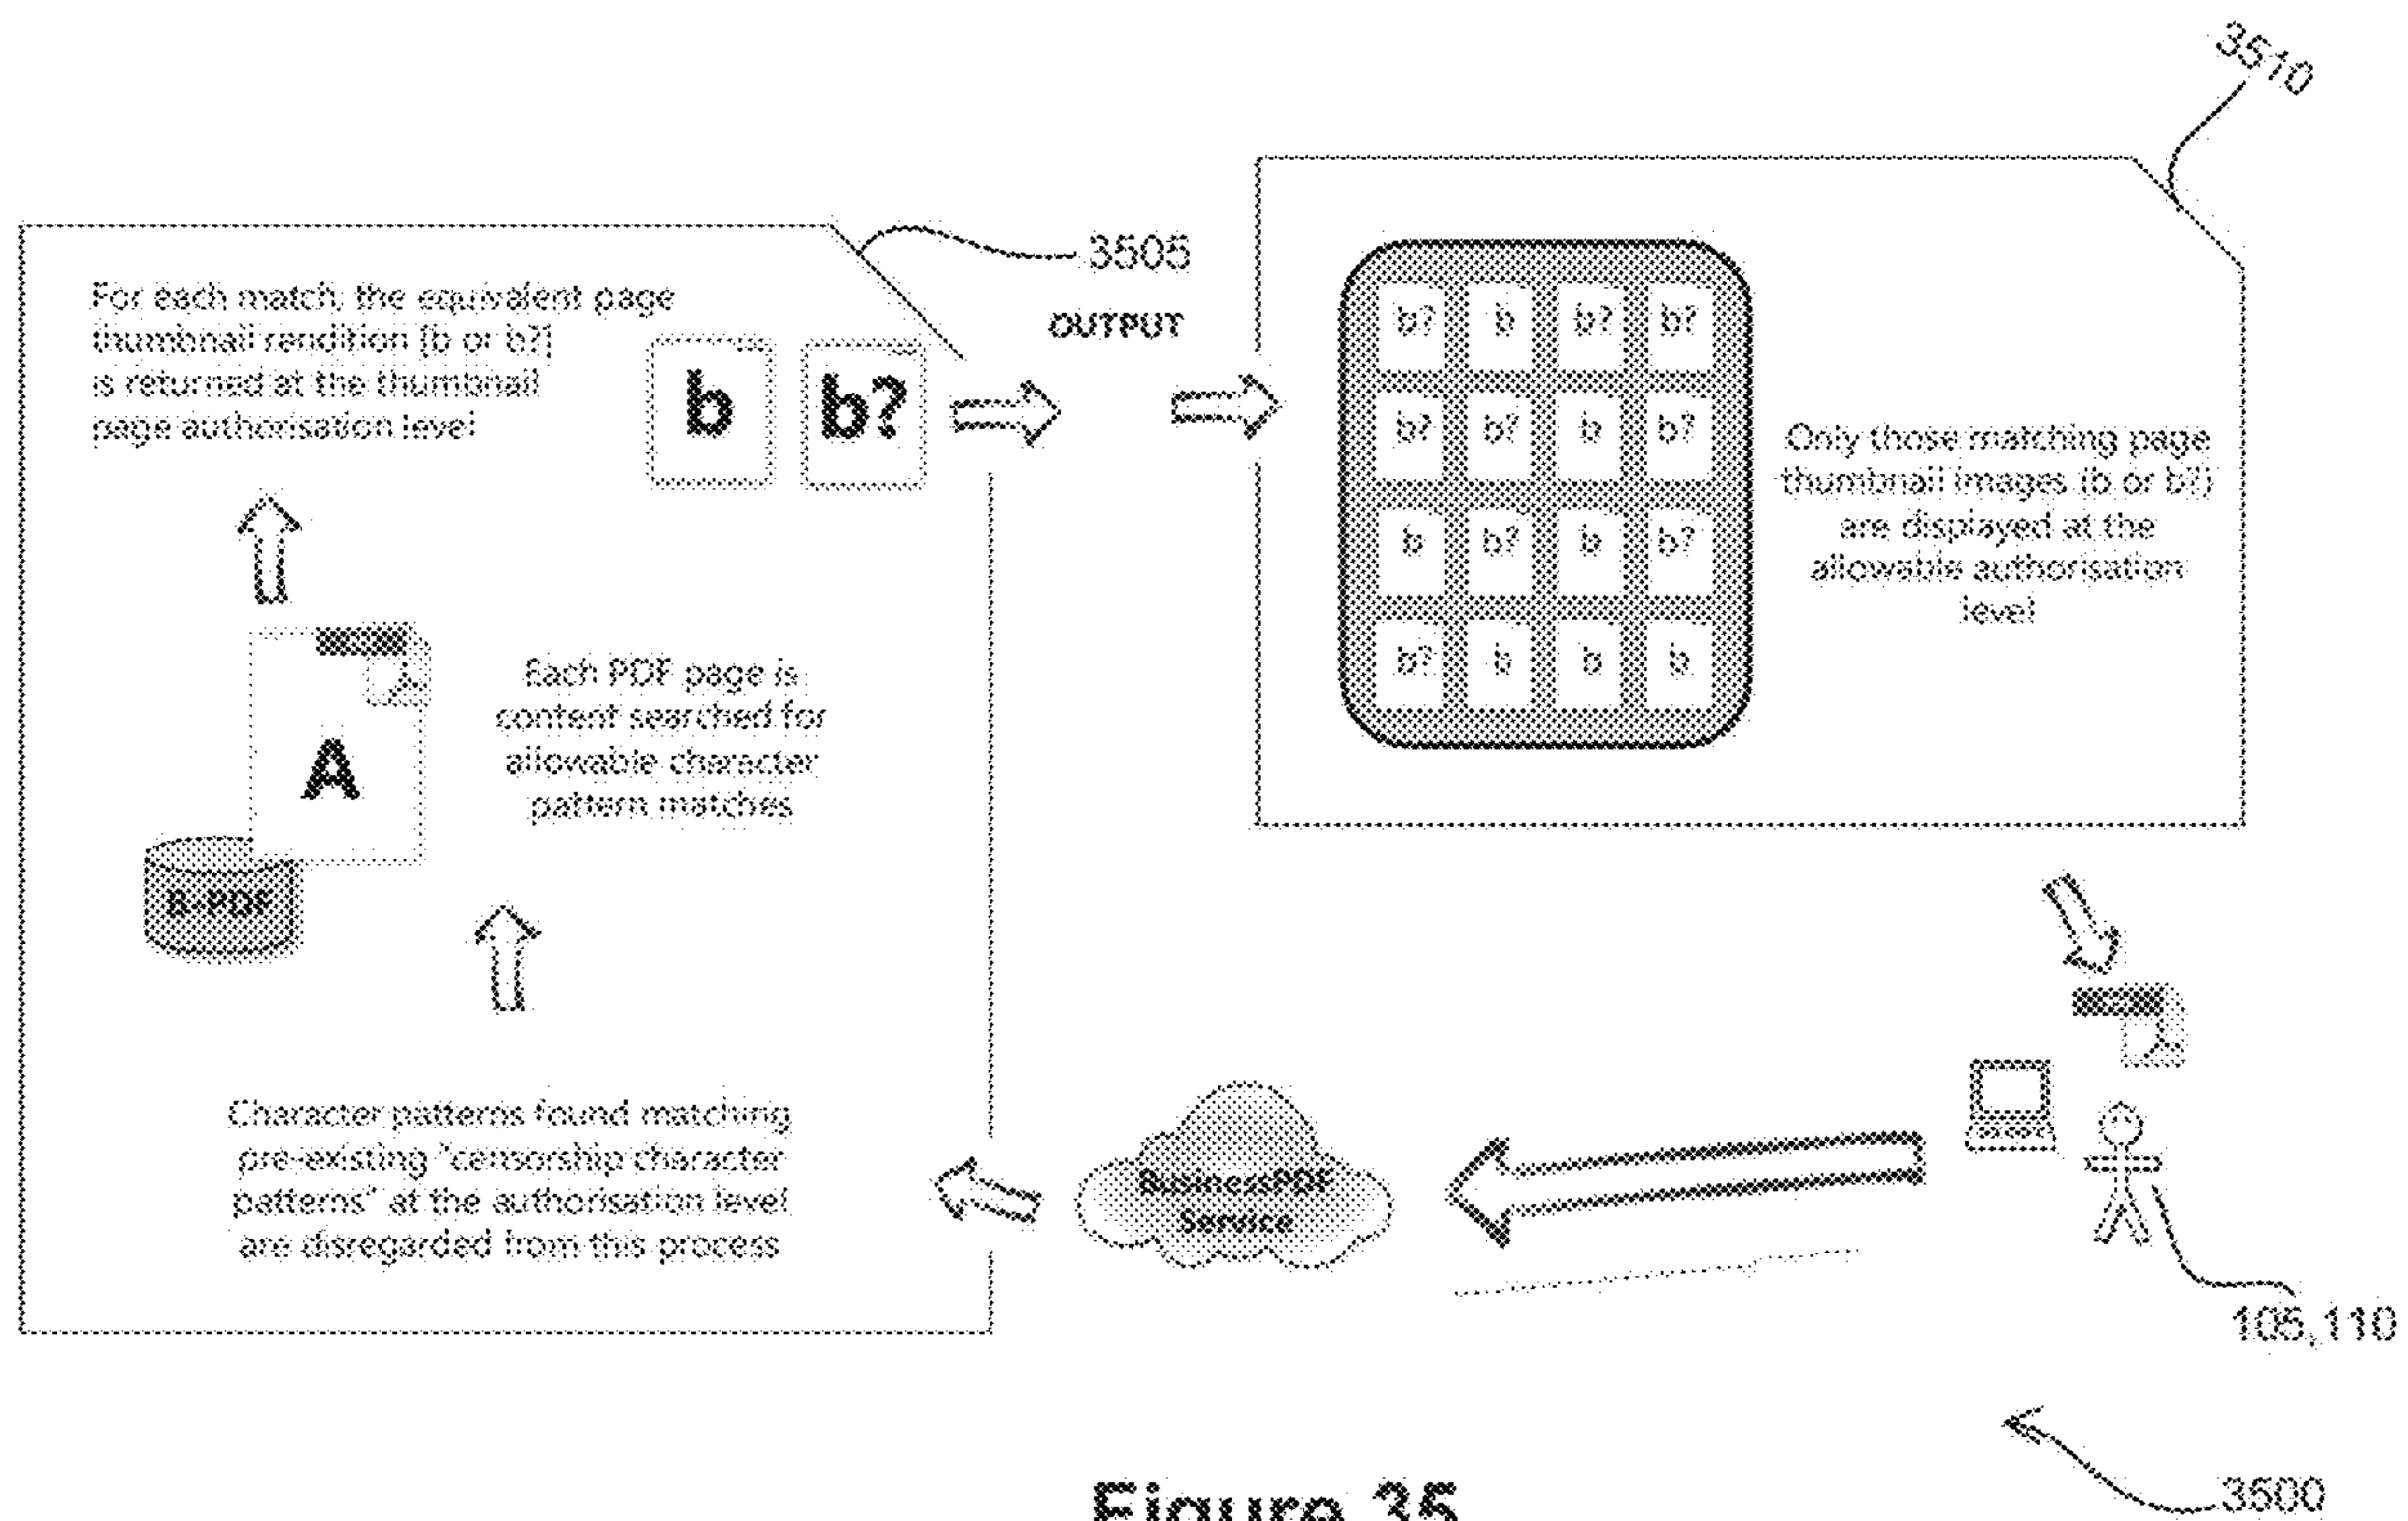 3510
3505
OUTPUT
For each match, the equivalent page
thumbnail rendition [b or b?]
is returned at the thumbnail
page authorisation level
b
b?
b? b b? b?
b? b? b b?
b b? b b?
b? b b b
Only those matching page
thumbnail images (b or b?)
are displayed at the
allowable authorisation
level
A
B-PDF
Each PDF page is
content searched for
allowable character
pattern matches
Character patterns found matching
pre-existing "censorship character
patterns" at the authorisation level
are disregarded from this process
BusinessPDF
Service
105,110
3500
Figure 35